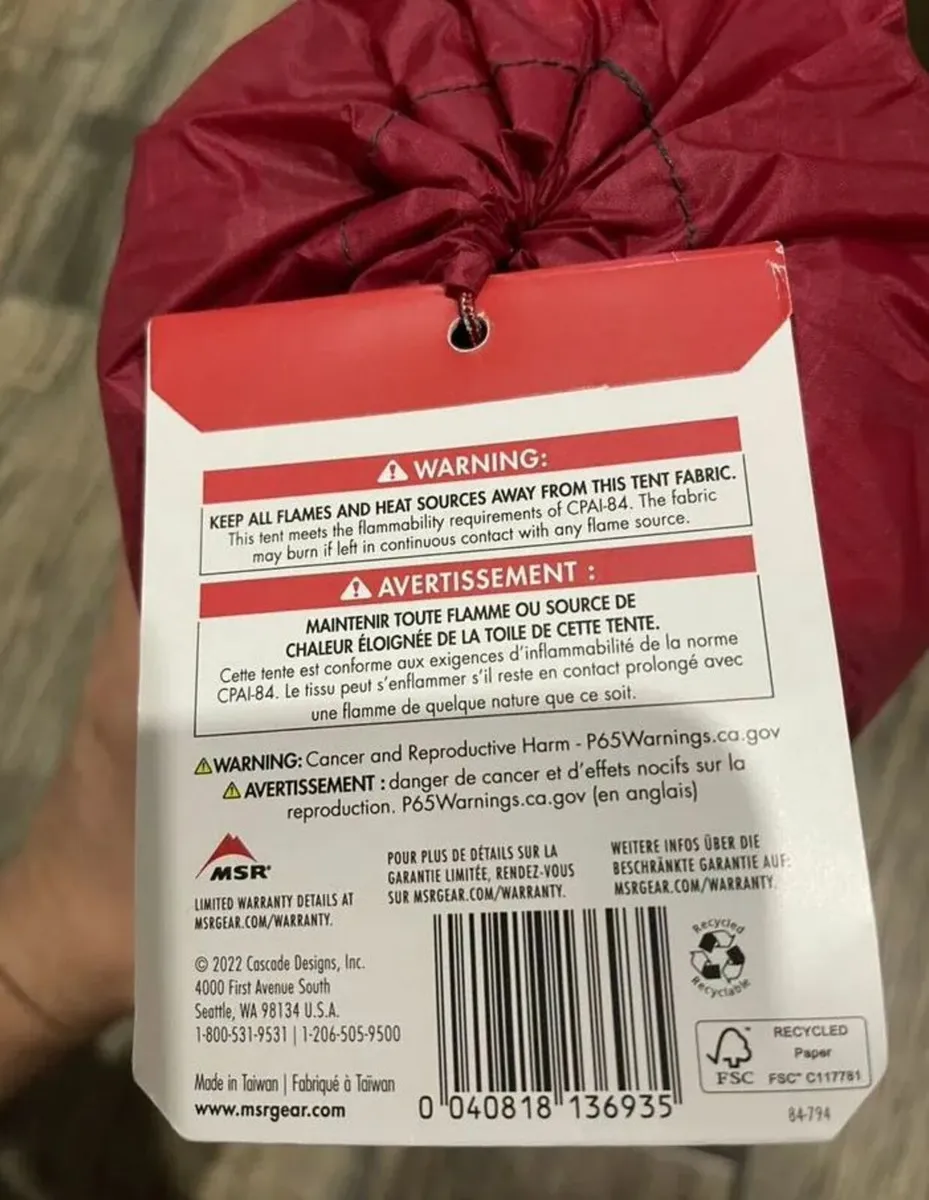 WARNING:
KEEP ALL FLAMES AND HEAT SOURCES AWAY FROM THIS TENT FABRIC.
This tent meets the flammability requirements of CPAI-84. The fabric
may burn if left in continuous contact with any flame source.
AVERTISSEMENT :
MAINTENIR TOUTE FLAMME OU SOURCE DE
CHALEUR ÉLOIGNÉE DE LA TOILE DE CETTE TENTE.
Cette tente est conforme aux exigences d'inflammabilité de la norme
CPAI-84. Le tissu peut s'enflammer s'il reste en contact prolongé avec
une flamme de quelque nature que ce soit.
WARNING: Cancer and Reproductive Harm - P65Warnings.ca.gov
AVERTISSEMENT : danger de cancer et d'effets nocifs sur la
reproduction. P65Warnings.ca.gov (en anglais)
MSR®
LIMITED WARRANTY DETAILS AT
MSRGEAR.COM/WARRANTY.
POUR PLUS DE DÉTAILS SUR LA
GARANTIE LIMITÉE, RENDEZ-VOUS
SUR MSRGEAR.COM/WARRANTY.
WEITERE INFOS ÜBER DIE
BESCHRÄNKTE GARANTIE AUF:
MSRGEAR.COM/WARRANTY.
© 2022 Cascade Designs, Inc.
4000 First Avenue South
Seattle, WA 98134 U.S.A.
1-800-531-9531 | 1-206-505-9500
Made in Taiwan | Fabriqué à Taïwan
www.msrgear.com
0 040818 136935
Recycled
Recyclable
FSC
RECYCLED
Paper
FSC™ C117781
84-794